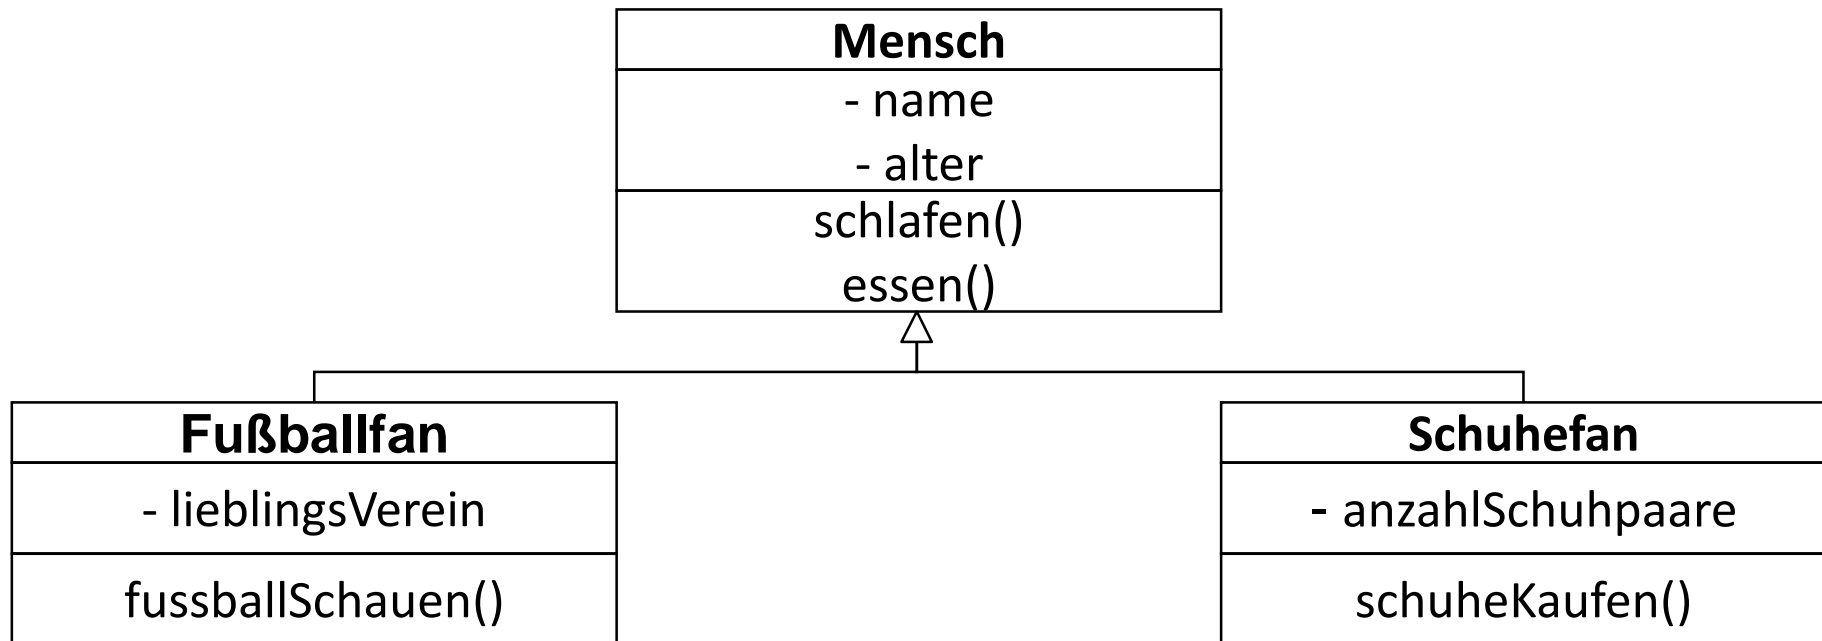 Mensch
- name
- alter
schlafen()
essen()
Fußballfan
- lieblingsVerein
fussballSchauen()
Schuhefan
- anzahlSchuhpaare
schuheKaufen()